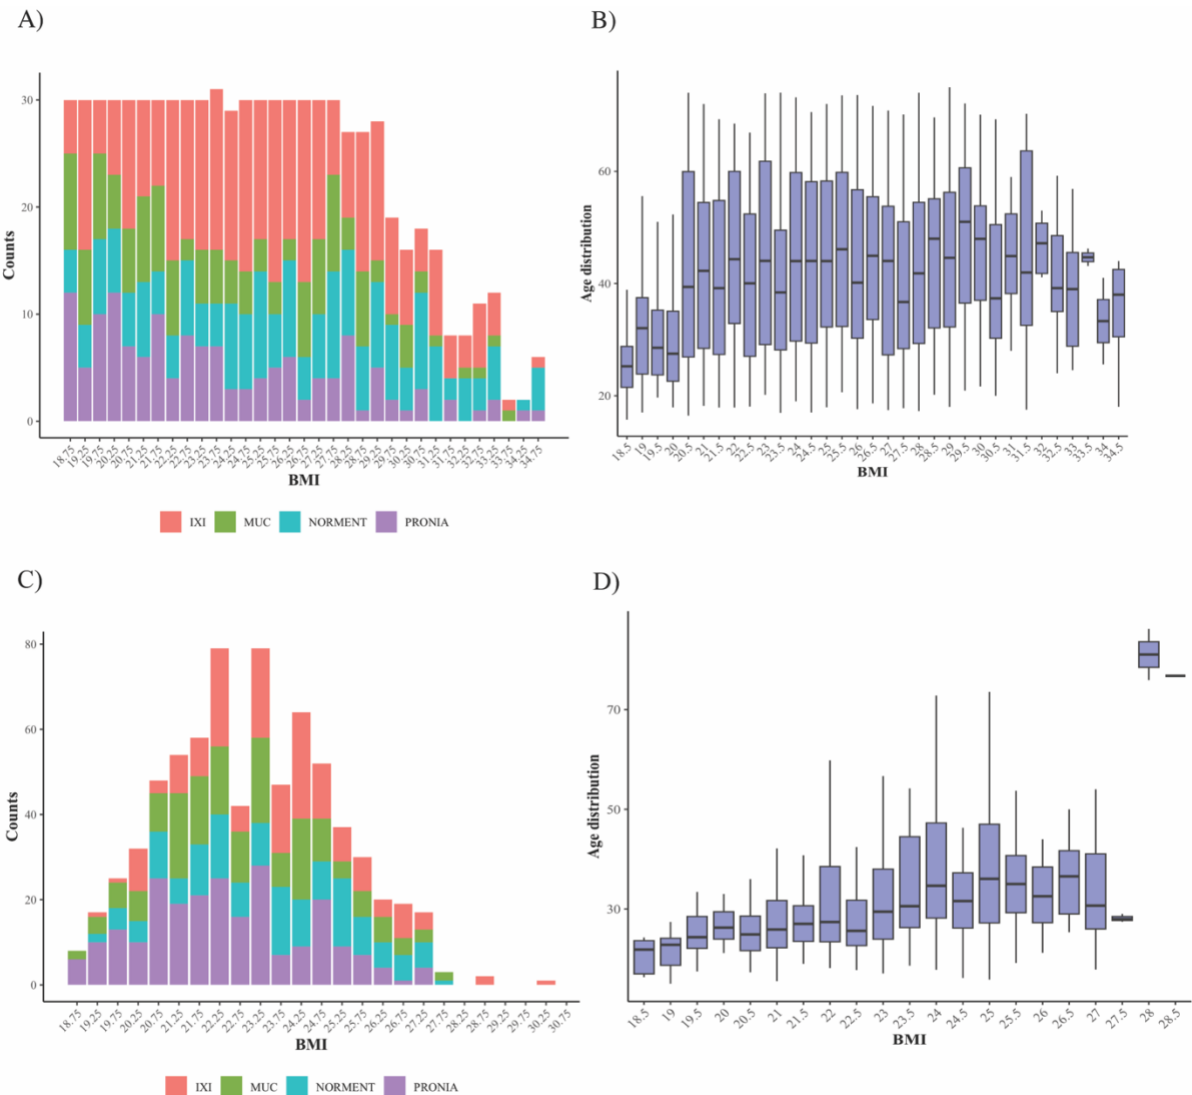 A)
B)
30
20
10
0
Counts
18.75 19.25 19.75 20.25 20.75 21.25 21.75 22.25 22.75 23.25 23.75 24.25 24.75 25.25 25.75 26.25 26.75 27.25 27.75 28.25 28.75 29.25 29.75 30.25 30.75 31.25 31.75 32.25 32.75 33.25 33.75 34.25 34.75
BMI
IXI MUC NORMENT PRONIA
60
40
20
Age distribution
18.5 19 19.5 20 20.5 21 21.5 22 22.5 23 23.5 24 24.5 25 25.5 26 26.5 27 27.5 28 28.5 29 29.5 30 30.5 31 31.5 32 32.5 33 33.5 34 34.5
BMI
C)
D)
80
60
40
20
0
Counts
18.75 19.25 19.75 20.25 20.75 21.25 21.75 22.25 22.75 23.25 23.75 24.25 24.75 25.25 25.75 26.25 26.75 27.25 27.75 28.25 28.75 29.25 29.75 30.25 30.75
BMI
IXI MUC NORMENT PRONIA
70
50
30
Age distribution
18.5 19 19.5 20 20.5 21 21.5 22 22.5 23 23.5 24 24.5 25 25.5 26 26.5 27 27.5 28 28.5
BMI